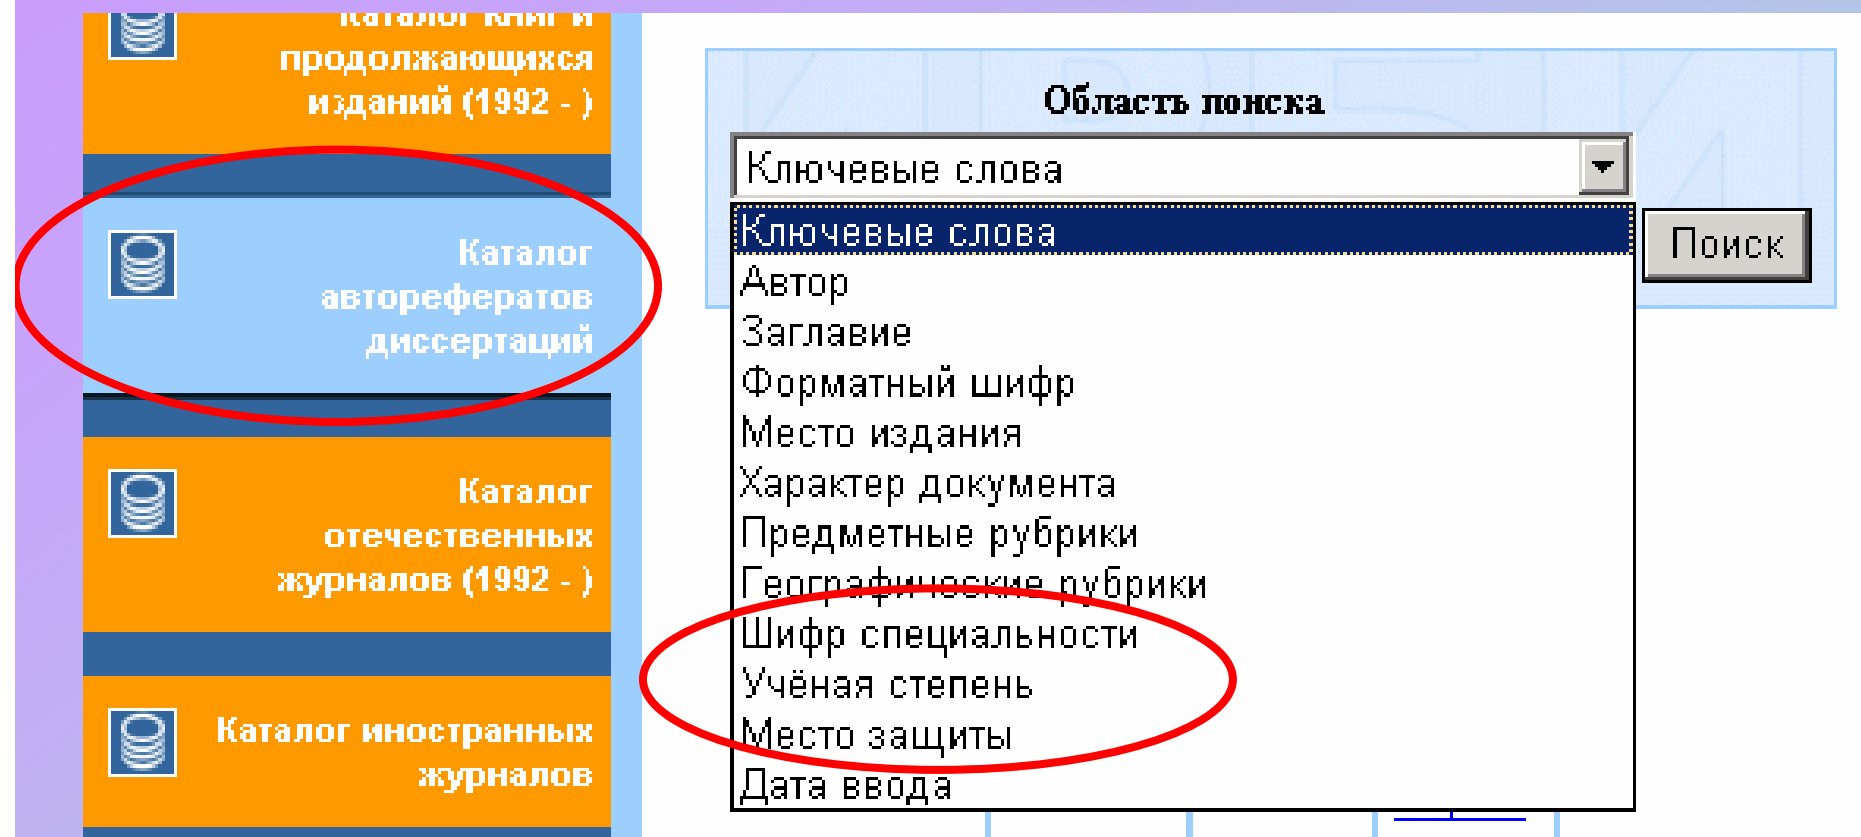 Каталог книг и
продолжающихся
изданий (1992 - )
Каталог
авторефератов
диссертаций
Каталог
отечественных
журналов (1992 - )
Каталог иностранных
журналов
Область поиска
Ключевые слова
Ключевые слова
Автор
Заглавие
Форматный шифр
Место издания
Характер документа
Предметные рубрики
Географические рубрики
Шифр специальности
Учёная степень
Место защиты
Дата ввода
Поиск